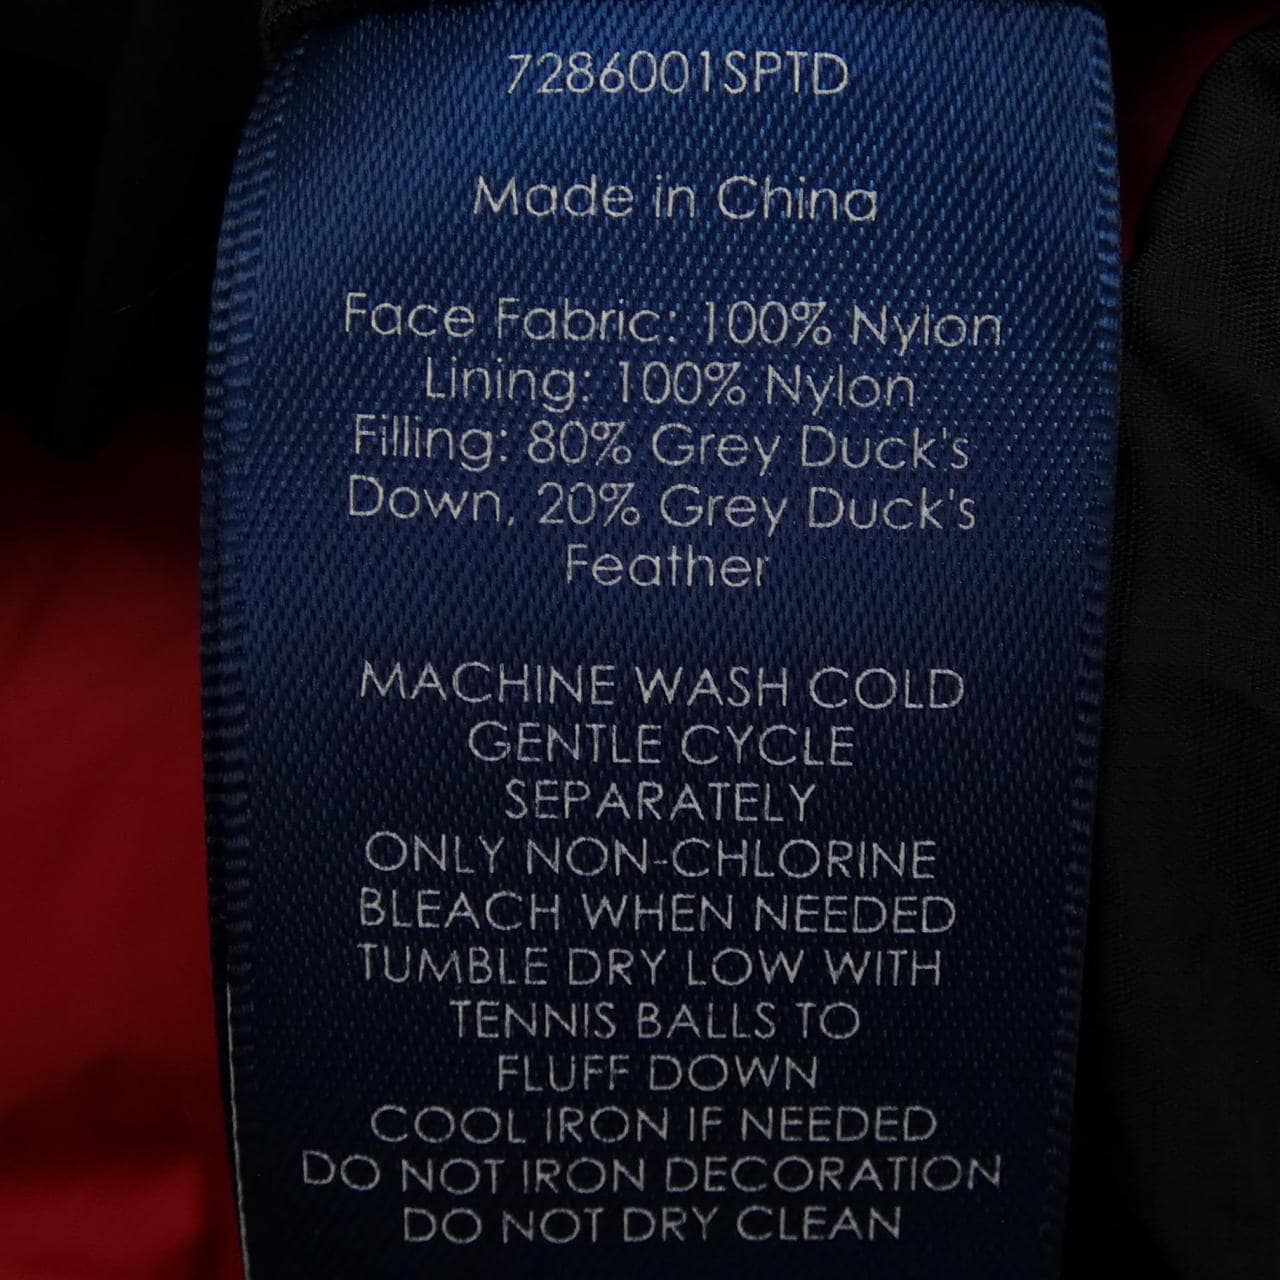 7286001SPTD
Made in China
Face Fabric: 100% Nylon
Lining: 100% Nylon
Filling: 80% Grey Duck's
Down, 20% Grey Duck's
Feather
MACHINE WASH COLD
GENTLE CYCLE
SEPARATELY
ONLY NON-CHLORINE
BLEACH WHEN NEEDED
TUMBLE DRY LOW WITH
TENNIS BALLS TO
FLUFF DOWN
COOL IRON IF NEEDED
DO NOT IRON DECORATION
DO NOT DRY CLEAN